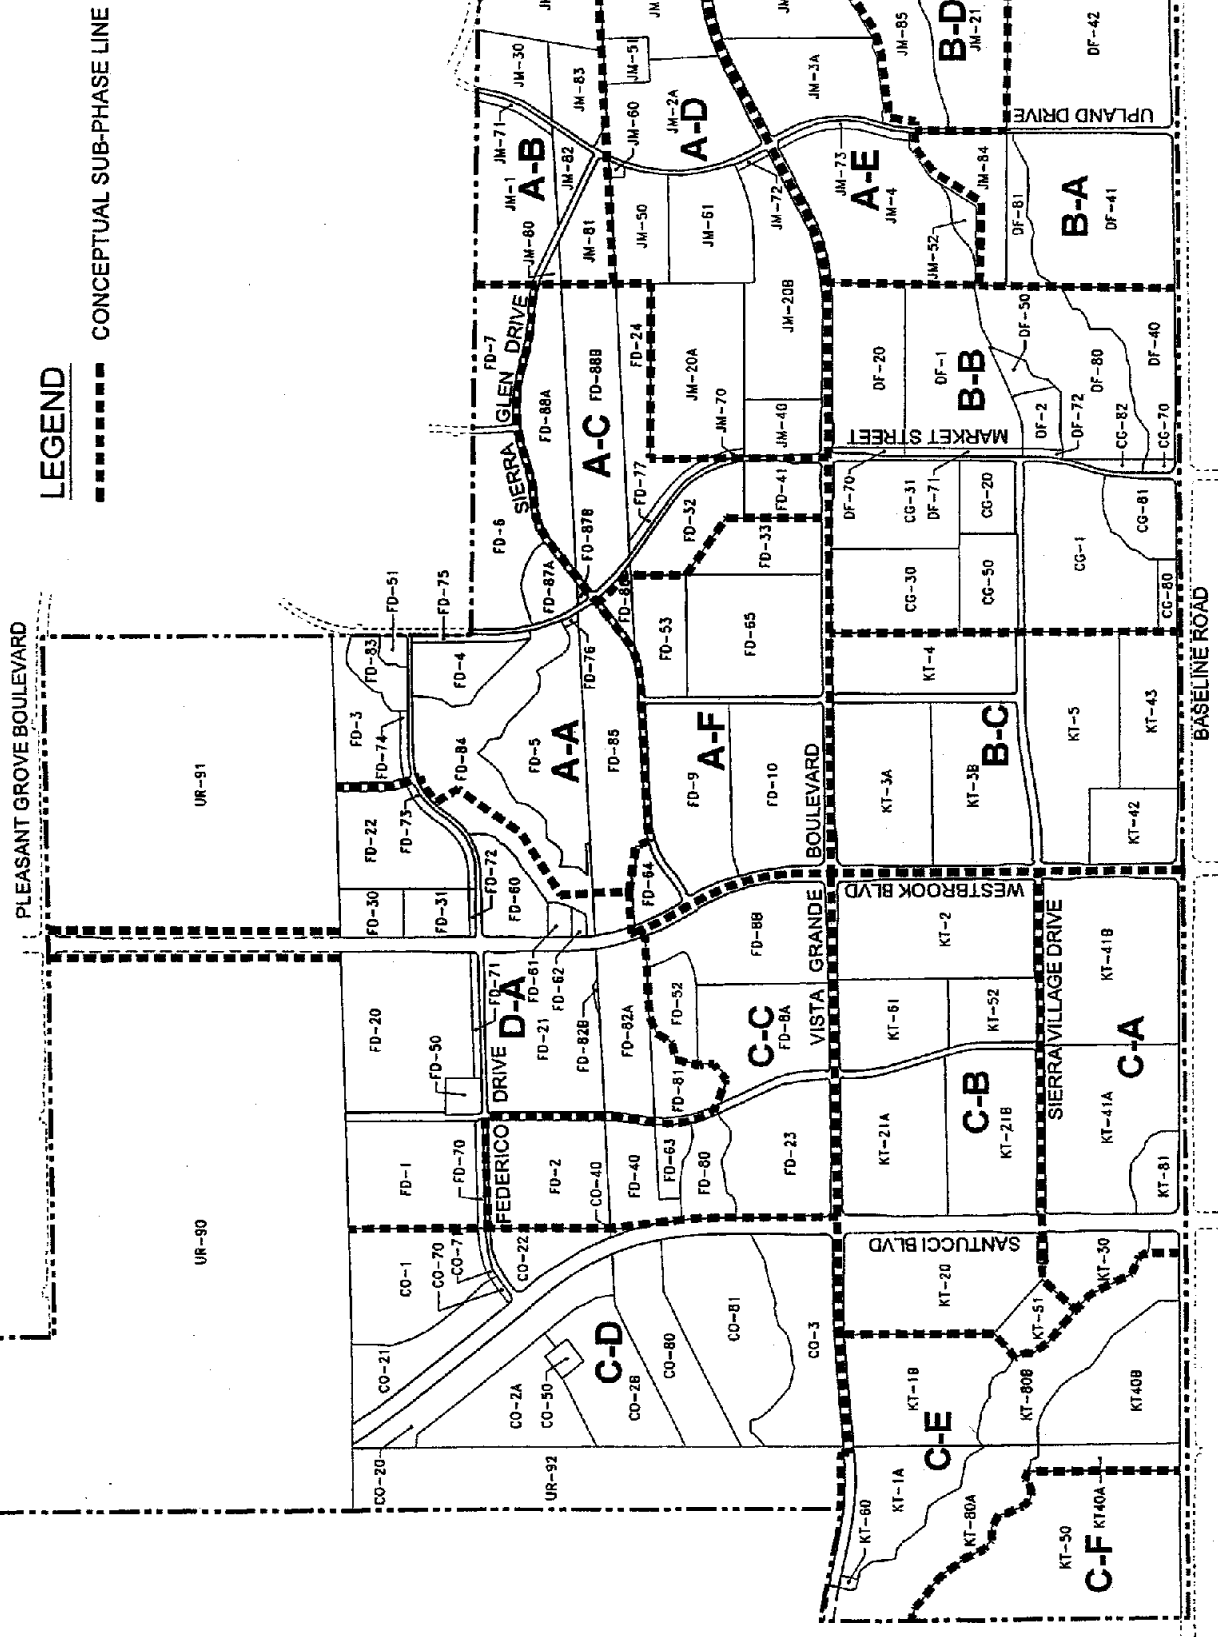 LEGEND
CONCEPTUAL SUB-PHASE LINE
PLEASANT GROVE BOULEVARD
UR-91
UR-90
UR-92
JM-30
JM-83
JM-51
JM-2A
JM-3A
JM-85
B-D
JM-21
DF-42
JM-71
JM-60
A-D
UPLAND DRIVE
JM-1
A-B
JM-82
JM-72
JM-73
A-E
JM-4
JM-84
JM-80
JM-81
JM-50
JM-61
JM-52
DF-81
B-A
DF-41
FD-7
SIERRA GLEN DRIVE
FD-88A
FD-88B
A-C
FD-24
JM-20A
JM-20B
JM-70
JM-40
DF-20
DF-1
B-B
DF-50
DF-2
DF-80
DF-40
DF-72
CG-82
CG-70
MARKET STREET
FD-6
FD-87A
FD-87B
FD-77
FD-32
FD-41
FD-33
DF-70
CG-31
DF-71
CG-20
CG-1
CG-81
CG-80
CG-30
CG-50
FD-51
FD-75
FD-83
FD-3
FD-74
FD-4
FD-84
FD-5
A-A
FD-76
FD-85
FD-53
FD-65
KT-4
A-F
FD-9
FD-10
BOULEVARD
KT-3A
KT-3B
B-C
KT-5
KT-43
KT-42
BASELINE ROAD
FD-22
FD-73
FD-30
FD-31
FD-72
FD-60
FD-64
FD-88
WESTBROOK BLVD
KT-2
VISTA GRANDE
FD-20
FD-50
FD-71
D-A
FD-61
FD-62
FD-21
FD-82B
FD-82A
FD-52
C-C
FD-8A
FD-81
KT-61
KT-52
SIERRA VILLAGE DRIVE
KT-41B
C-A
FD-1
FD-70
FEDERICO DRIVE
FD-2
CO-40
FD-40
FD-63
FD-80
FD-23
KT-21A
C-B
KT-21B
KT-41A
KT-81
CO-1
CO-70
CO-7
CO-22
SANTUCCI BLVD
KT-20
KT-30
KT-51
CO-21
CO-20
CO-2A
CO-50
C-D
CO-2B
CO-80
CO-81
CO-3
KT-1B
KT-80B
KT40B
C-E
KT-1A
KT-60
KT-80A
KT40A
KT-50
C-F